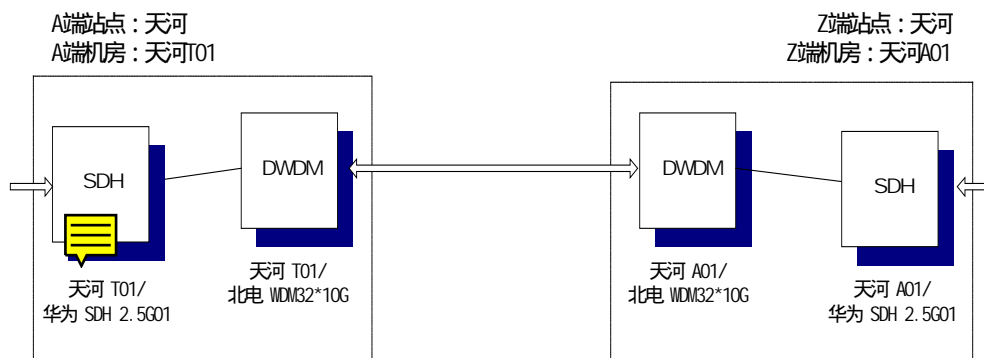 A端站点：天河
A端机房：天河T01
Z端站点：天河
Z端机房：天河A01
SDH
DWDM
DWDM
SDH
天河 T01/
华为 SDH 2.5G01
天河 T01/
北电 WDM32*10G
天河 A01/
北电 WDM32*10G
天河 A01/
华为 SDH 2.5G01